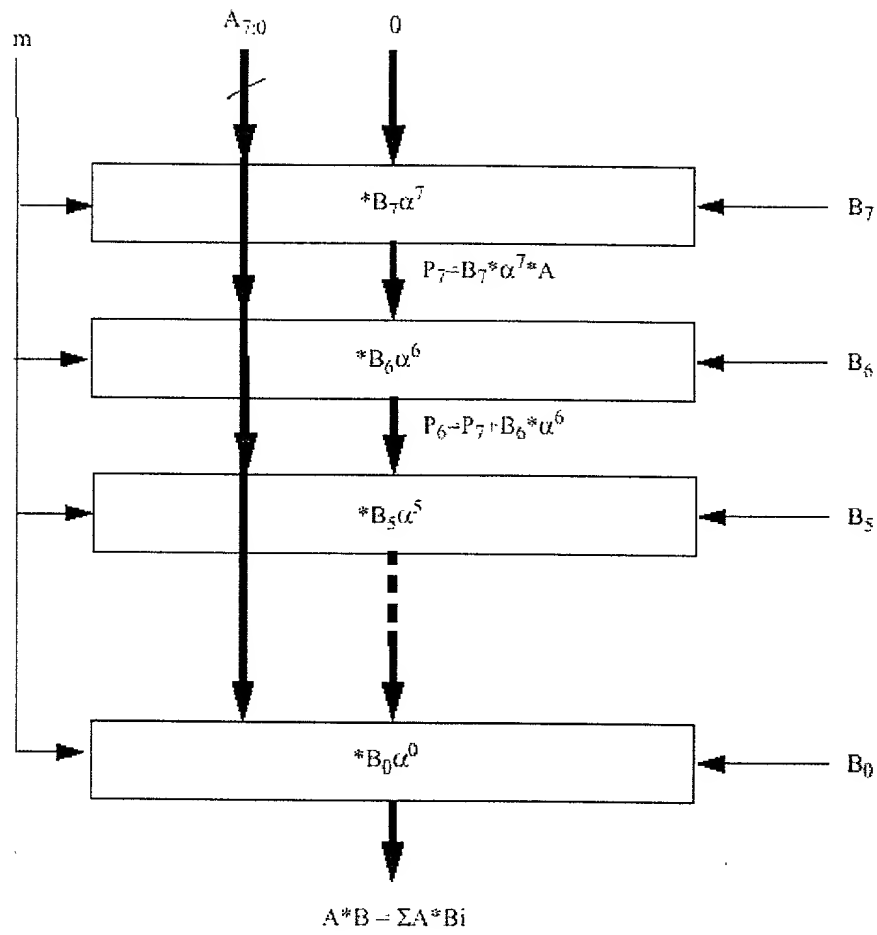 m
A₇:₀
0
*B₇α⁷
B₇
P₇=B₇*α⁷*A
*B₆α⁶
B₆
P₆=P₇+B₆*α⁶
*B₅α⁵
B₅
*B₀α⁰
B₀
A*B = ΣA*Bi